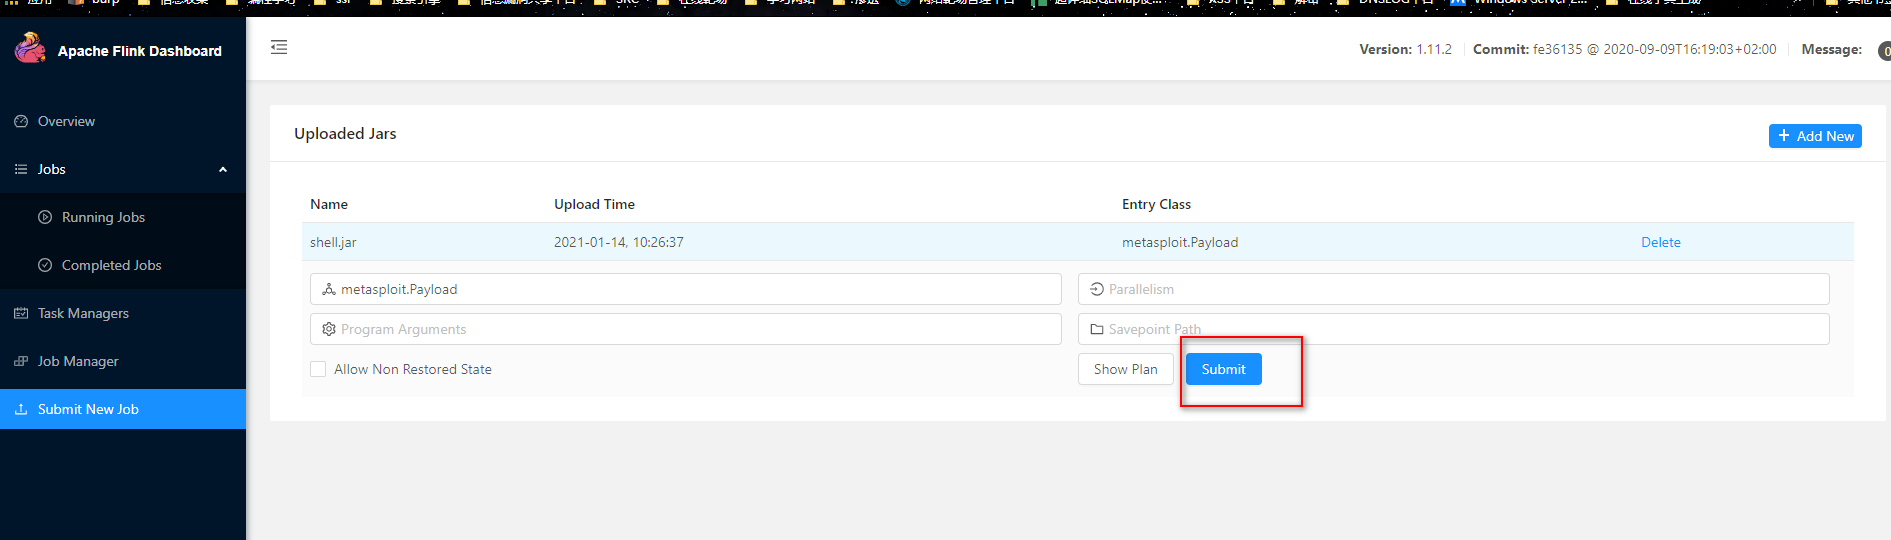 Apache Flink Dashboard
Version: 1.11.2 Commit: fe36135 @ 2020-09-09T16:19:03+02:00 Message: 0
Overview
Jobs
Running Jobs
Completed Jobs
Task Managers
Job Manager
Submit New Job
Uploaded Jars
+ Add New
Name Upload Time Entry Class
shell.jar 2021-01-14, 10:26:37 metasploit.Payload Delete
metasploit.Payload Parallelism
Program Arguments Savepoint Path
Allow Non Restored State Show Plan Submit